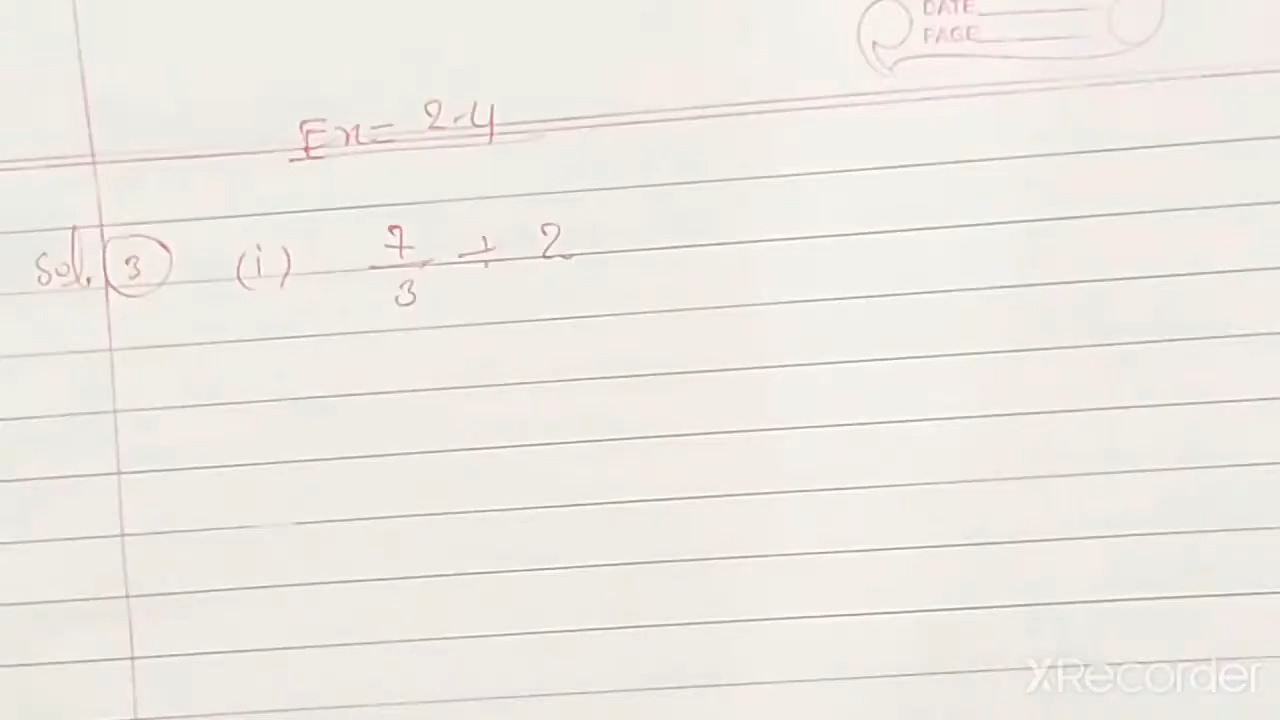 DATE
PAGE
Ex= 2.4
Sol. 3 (i) 7/3 ÷ 2
XRecorder